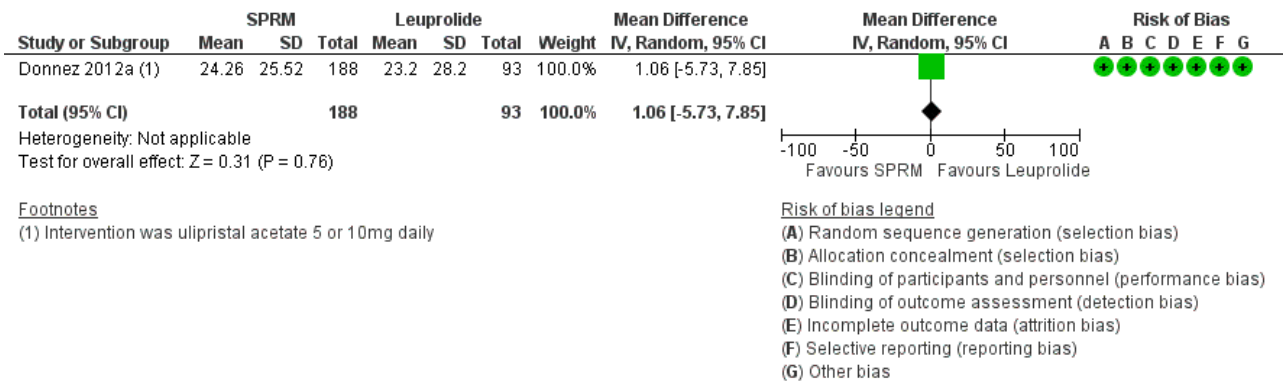 SPRM Leuprolide Mean Difference Mean Difference Risk of Bias
Study or Subgroup Mean SD Total Mean SD Total Weight IV, Random, 95% CI IV, Random, 95% CI A B C D E F G
Donnez 2012a (1) 24.26 25.52 188 23.2 28.2 93 100.0% 1.06 [-5.73, 7.85] + + + + + + +
Total (95% CI) 188 93 100.0% 1.06 [-5.73, 7.85]
Heterogeneity: Not applicable
Test for overall effect: Z = 0.31 (P = 0.76)
-100 -50 0 50 100
Favours SPRM Favours Leuprolide
Footnotes
(1) Intervention was ulipristal acetate 5 or 10mg daily
Risk of bias legend
(A) Random sequence generation (selection bias)
(B) Allocation concealment (selection bias)
(C) Blinding of participants and personnel (performance bias)
(D) Blinding of outcome assessment (detection bias)
(E) Incomplete outcome data (attrition bias)
(F) Selective reporting (reporting bias)
(G) Other bias